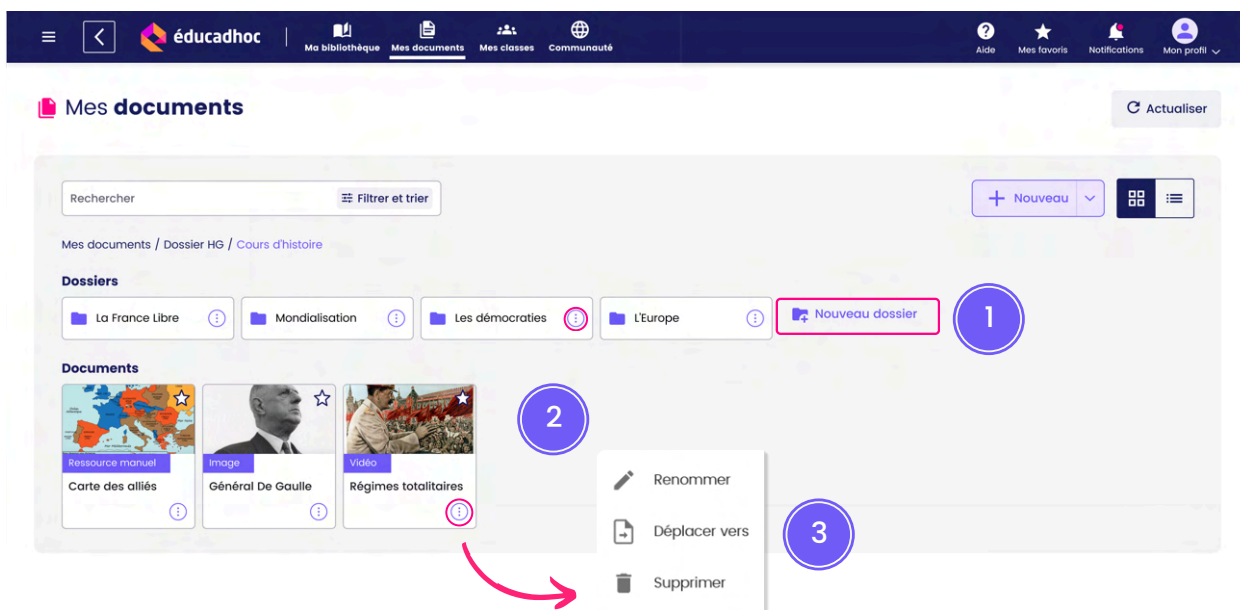 éducadhoc
Ma bibliothèque
Mes documents
Mes classes
Communauté
Aide
Mes favoris
Notifications
Mon profil
Mes documents
Actualiser
Rechercher
Filtrer et trier
Nouveau
Mes documents / Dossier HG / Cours d'histoire
Dossiers
La France Libre
Mondialisation
Les démocraties
L'Europe
Nouveau dossier
1
Documents
Ressource manuel
Carte des alliés
Image
Général De Gaulle
Vidéo
Régimes totalitaires
2
Renommer
Déplacer vers
Supprimer
3